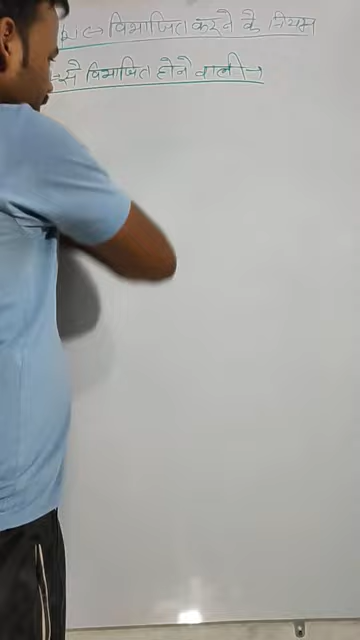 विभाजित करने के नियम
से विभाजित होने वाली →